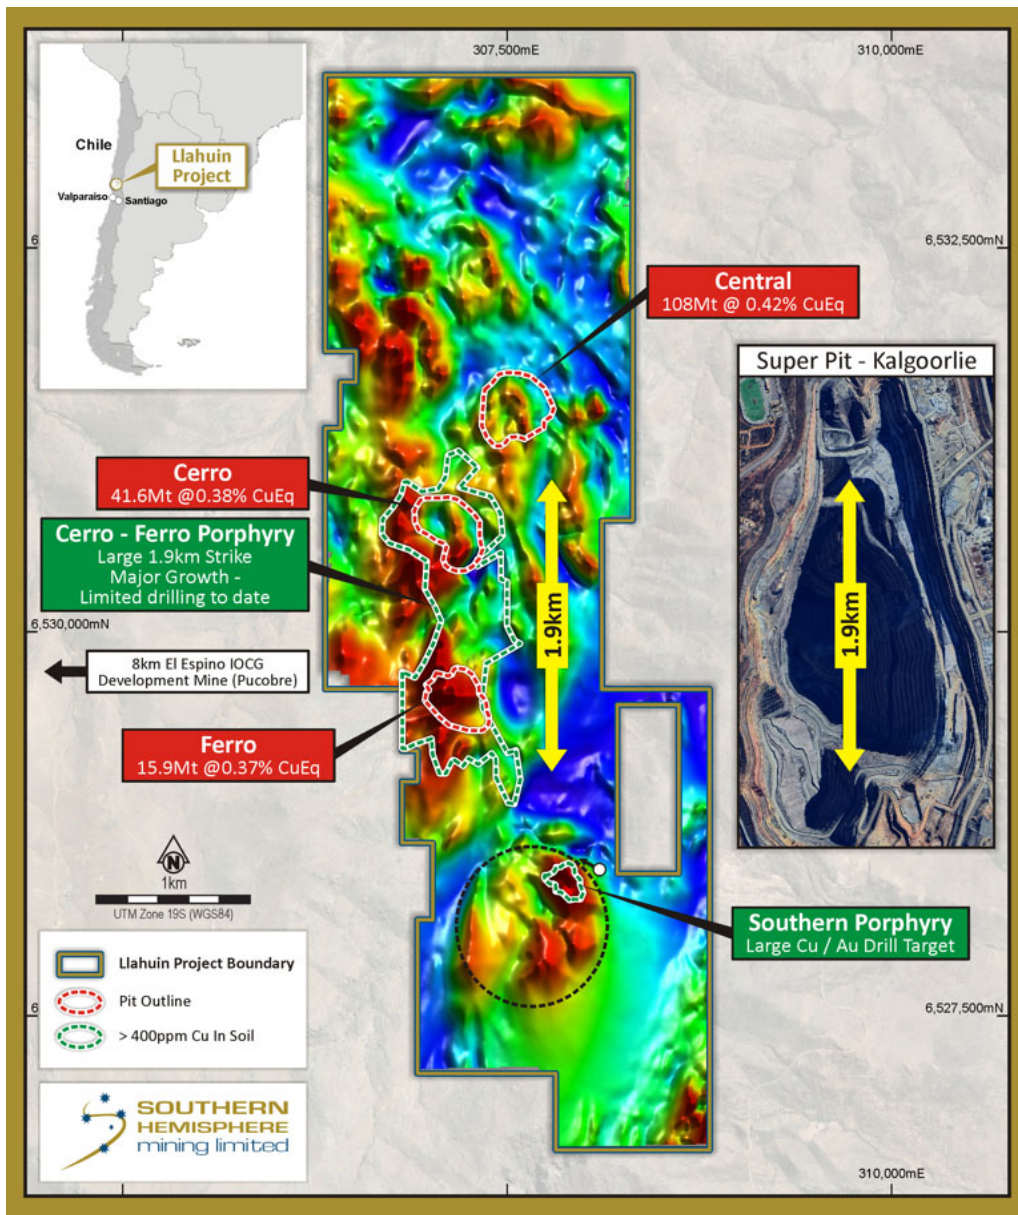 307,500mE
310,000mE
Chile
Llahuin
Project
Valparaiso
Santiago
6
6,532,500mN
Central
108Mt @ 0.42% CuEq
Super Pit - Kalgoorlie
Cerro
41.6Mt @0.38% CuEq
Cerro - Ferro Porphyry
Large 1.9km Strike
Major Growth -
Limited drilling to date
1.9km
1.9km
6,530,000mN
8km El Espino IOCG
Development Mine (Pucobre)
Ferro
15.9Mt @0.37% CuEq
N
1km
UTM Zone 19S (WGS84)
Southern Porphyry
Large Cu / Au Drill Target
Llahuin Project Boundary
Pit Outline
> 400ppm Cu In Soil
6
6,527,500mN
SOUTHERN
HEMISPHERE
mining limited
310,000mE